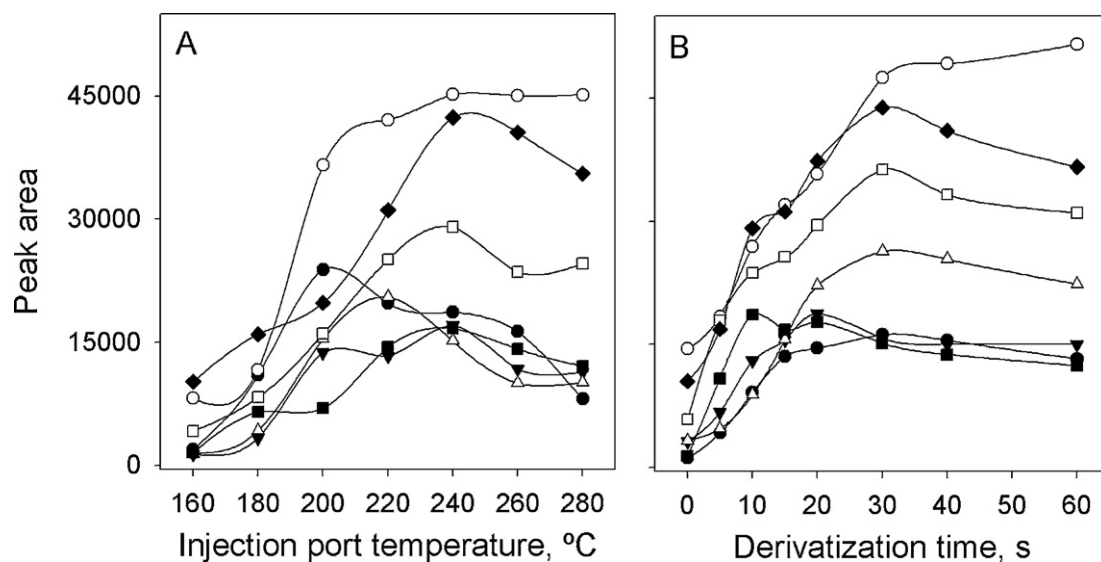 A
B
Peak area
45000
30000
15000
0
160 180 200 220 240 260 280
0 10 20 30 40 50 60
Injection port temperature, ºC
Derivatization time, s